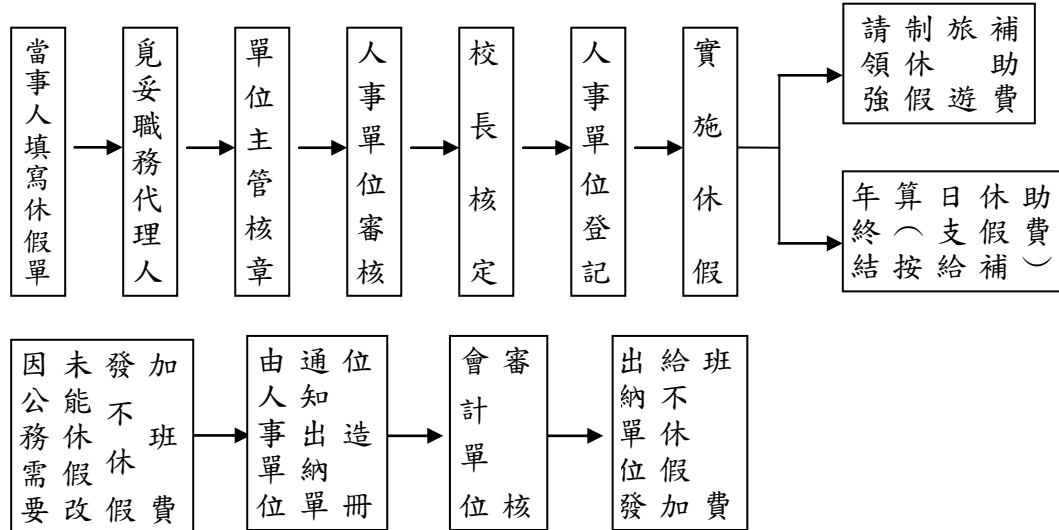 當事人填寫休假單
覓妥職務代理人
單位主管核章
人事單位審核
校長核定
人事單位登記
實施休假
請領強
制休假
旅遊
補助費
年終結
算（按
日支給
休假補
助費）
因公務需要
未能休假改
發不休假
加班費
由人事單位
通知出納單
位造冊
會計單位
審核
出納單位發
給不休假加
班費